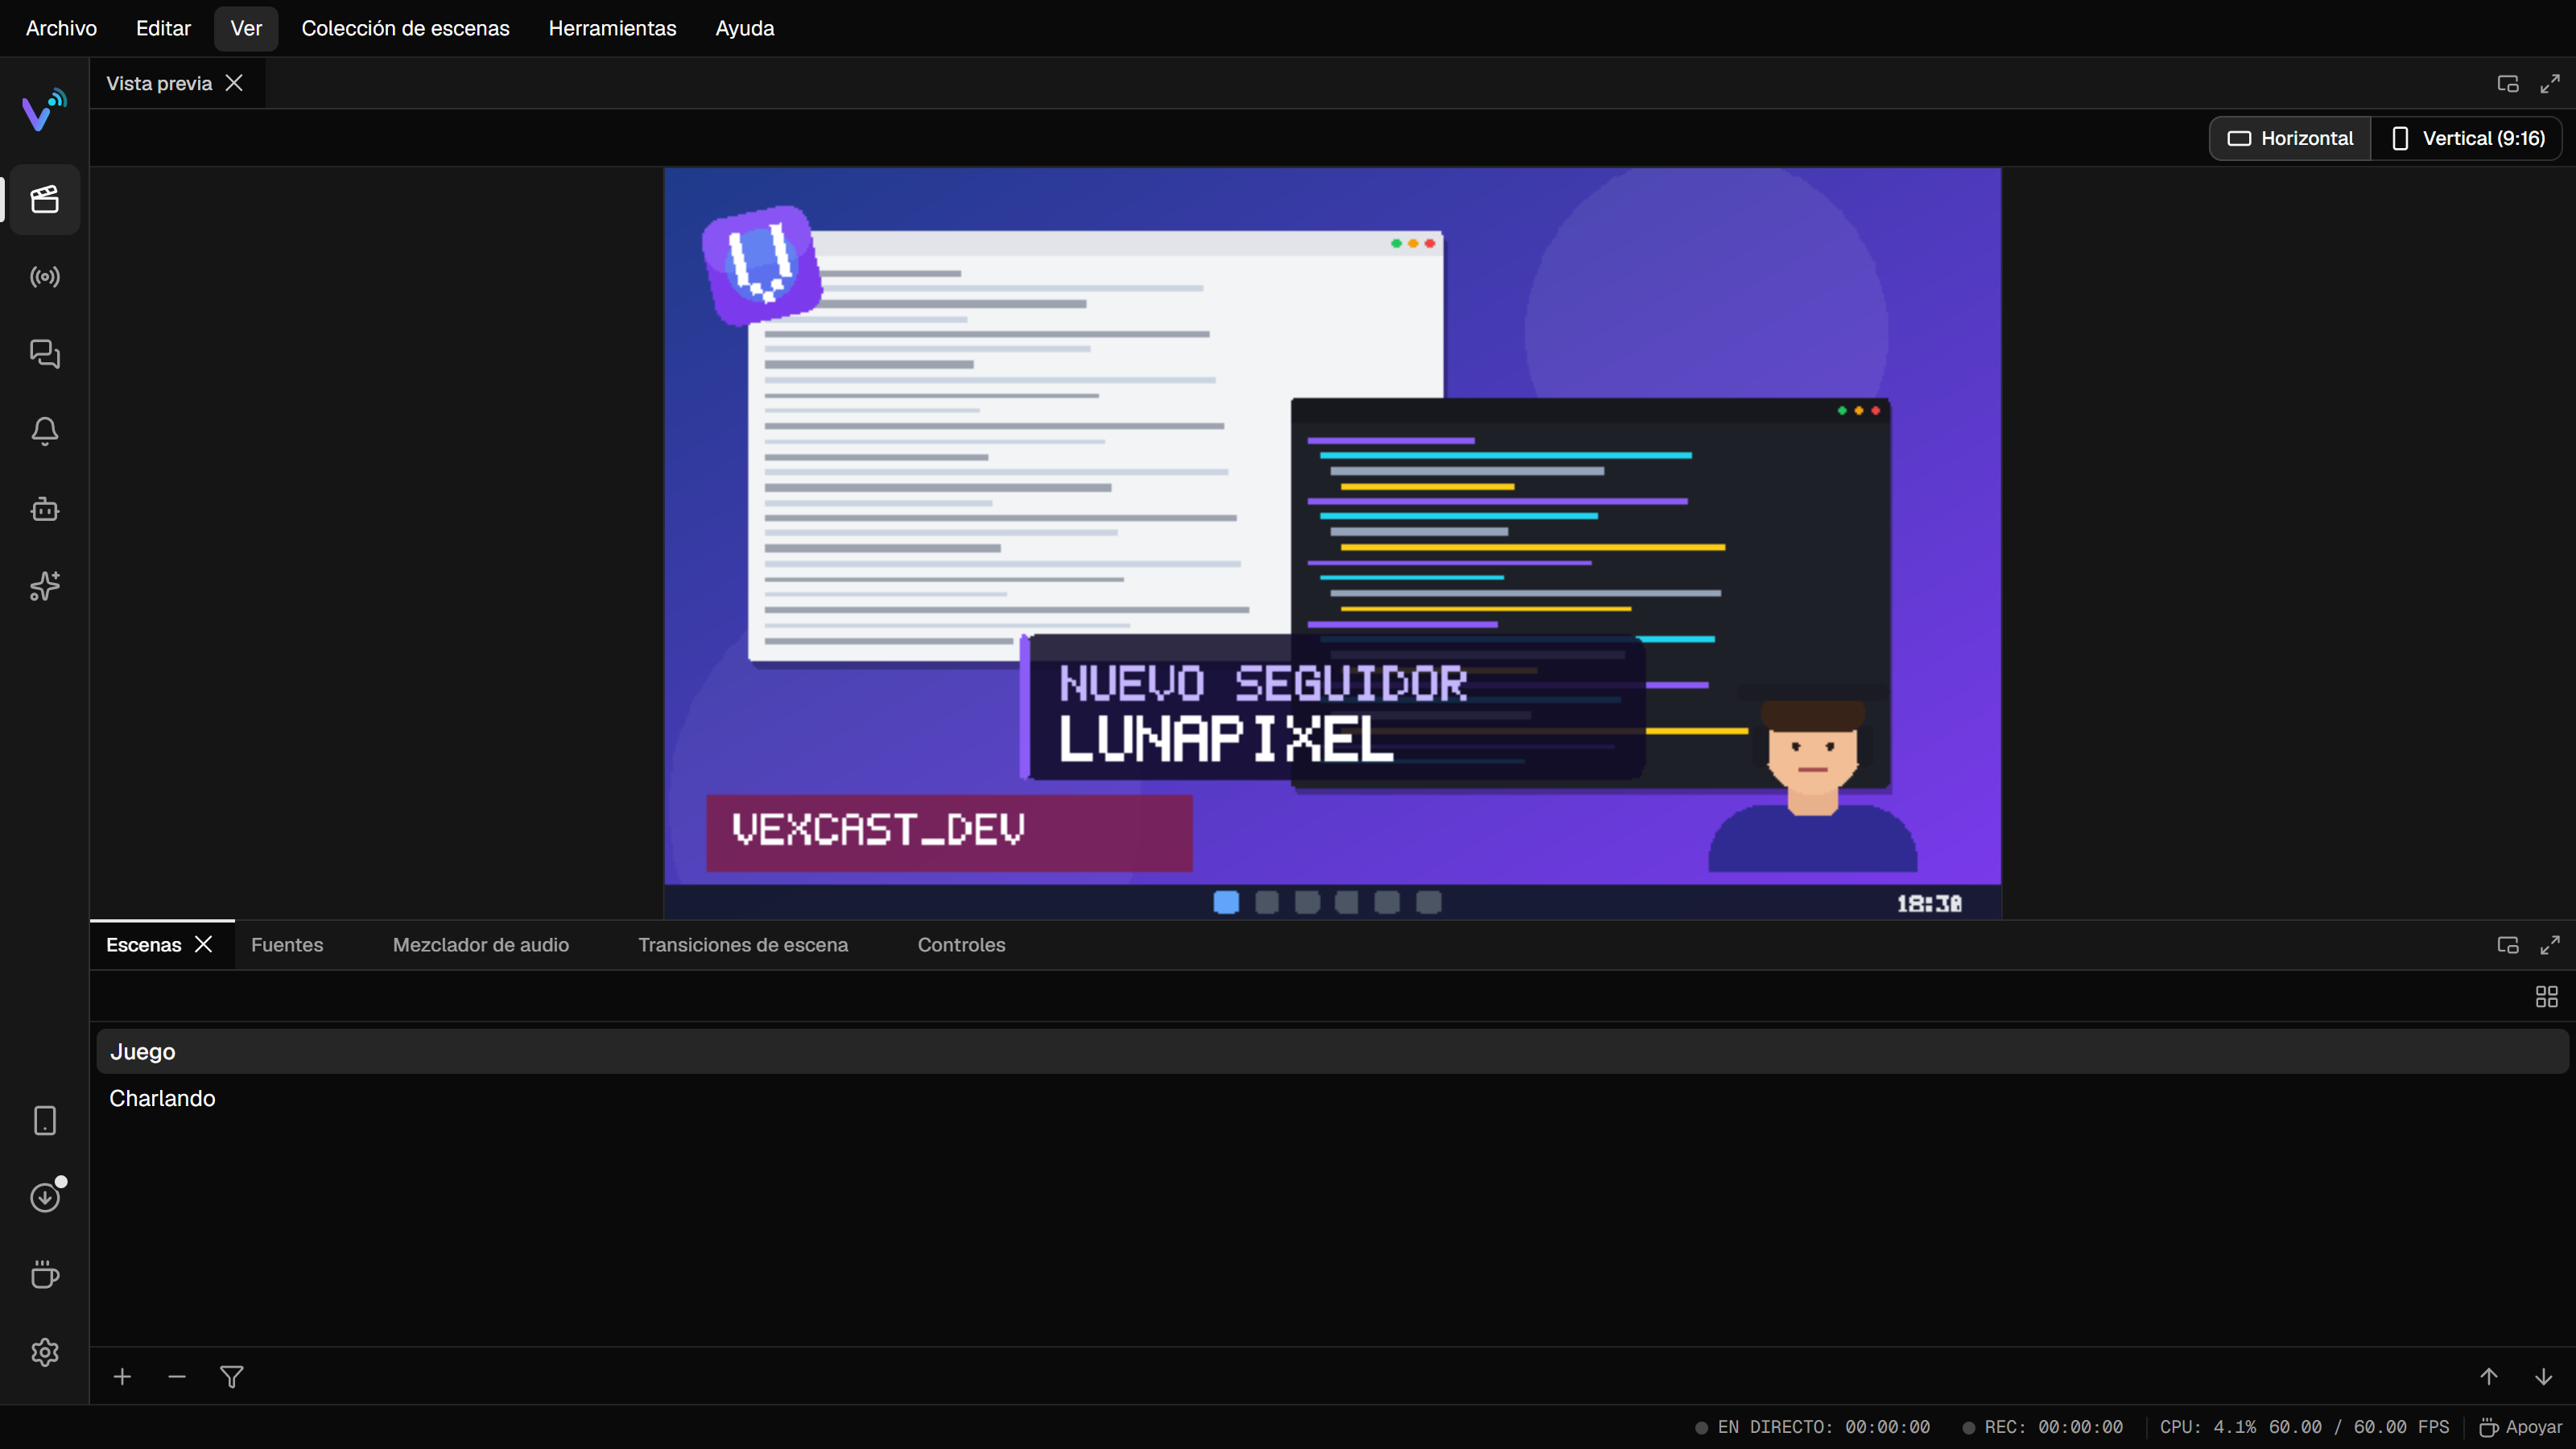 Archivo Editar Ver Colección de escenas Herramientas Ayuda
Vista previa
Horizontal Vertical (9:16)
NUEVO SEGUIDOR
LUNAPIXEL
VEXCAST_DEV
18:30
Escenas Fuentes Mezclador de audio Transiciones de escena Controles
Juego
Charlando
EN DIRECTO: 00:00:00 REC: 00:00:00 CPU: 4.1% 60.00 / 60.00 FPS Apoyar